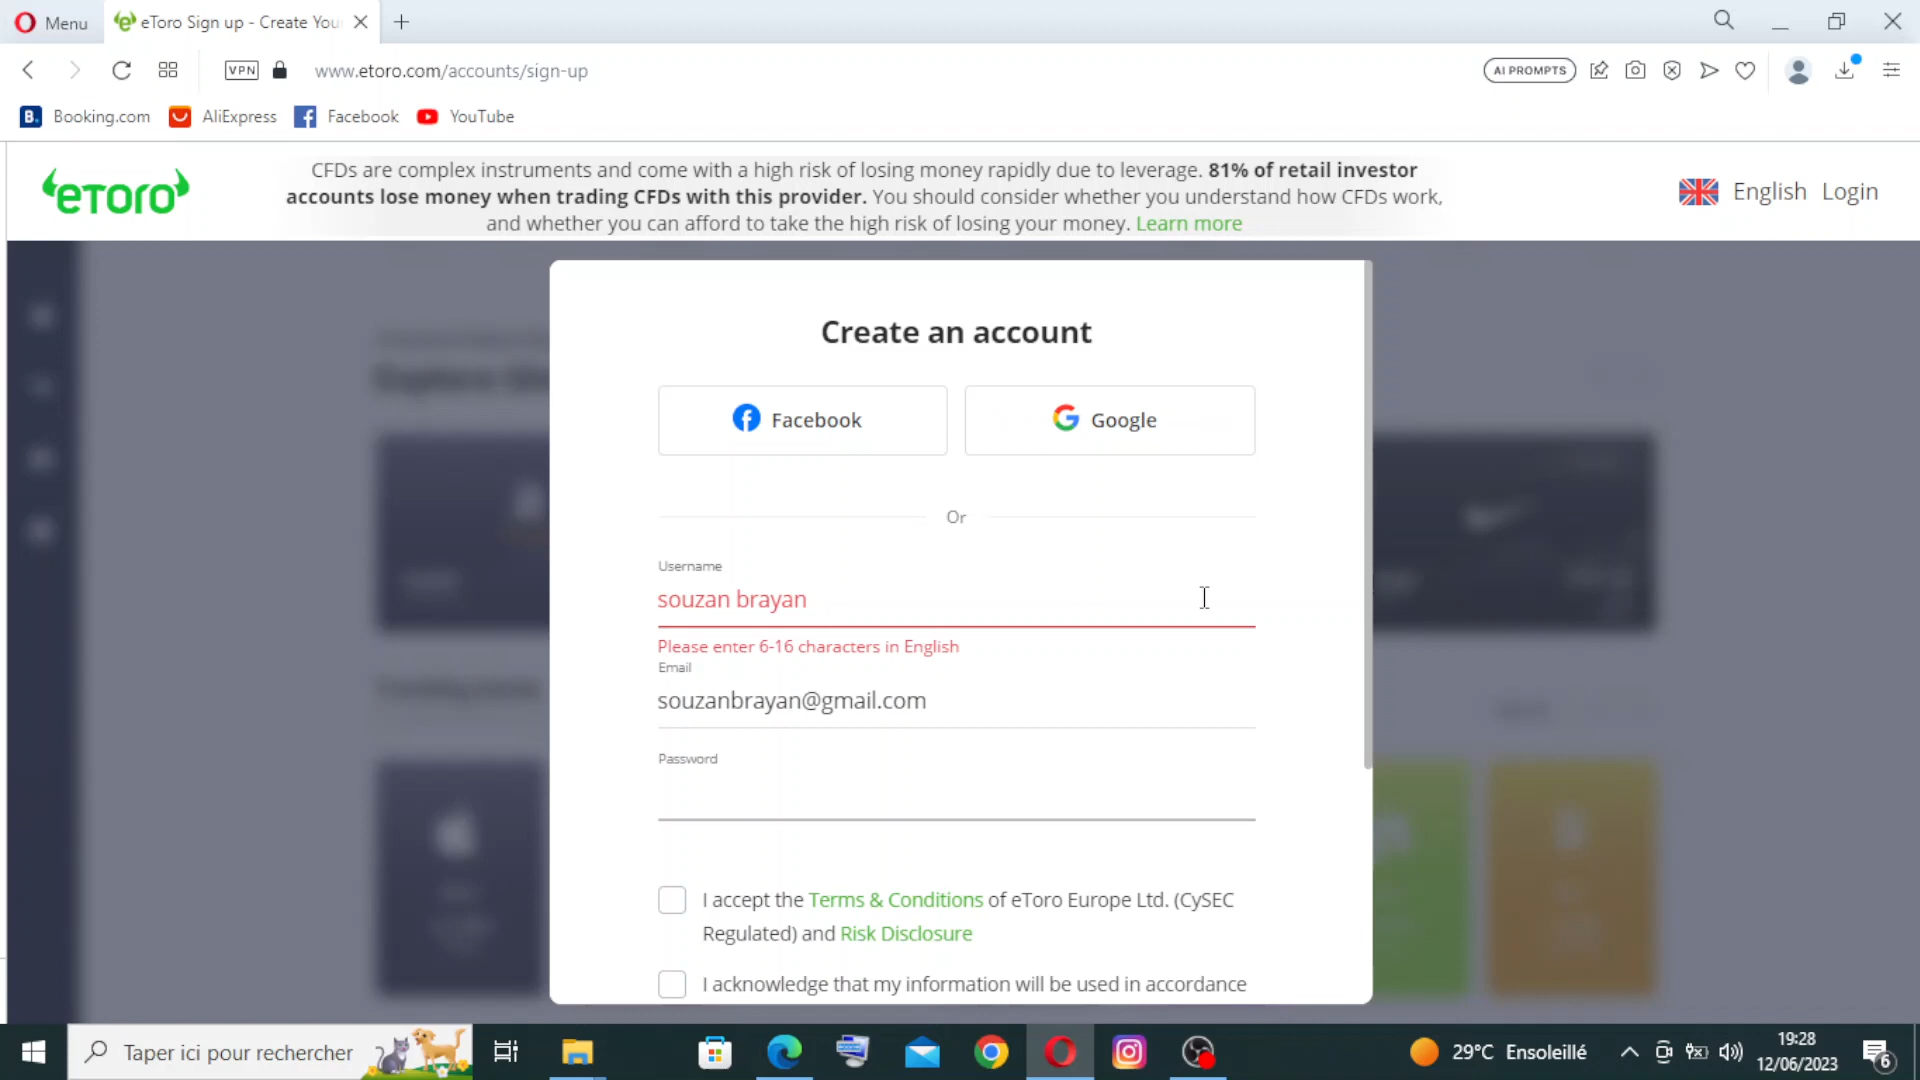 Menu
eToro Sign up - Create You
VPN
www.etoro.com/accounts/sign-up
AI PROMPTS
Booking.com
AliExpress
Facebook
YouTube
eTORO
CFDs are complex instruments and come with a high risk of losing money rapidly due to leverage. 81% of retail investor
accounts lose money when trading CFDs with this provider. You should consider whether you understand how CFDs work,
and whether you can afford to take the high risk of losing your money. Learn more
English
Login
Create an account
Facebook
Google
Or
Username
souzan brayan
Please enter 6-16 characters in English
Email
souzanbrayan@gmail.com
Password
I accept the Terms & Conditions of eToro Europe Ltd. (CySEC
Regulated) and Risk Disclosure
I acknowledge that my information will be used in accordance
Taper ici pour rechercher
29°C Ensoleillé
19:28
12/06/2023
6